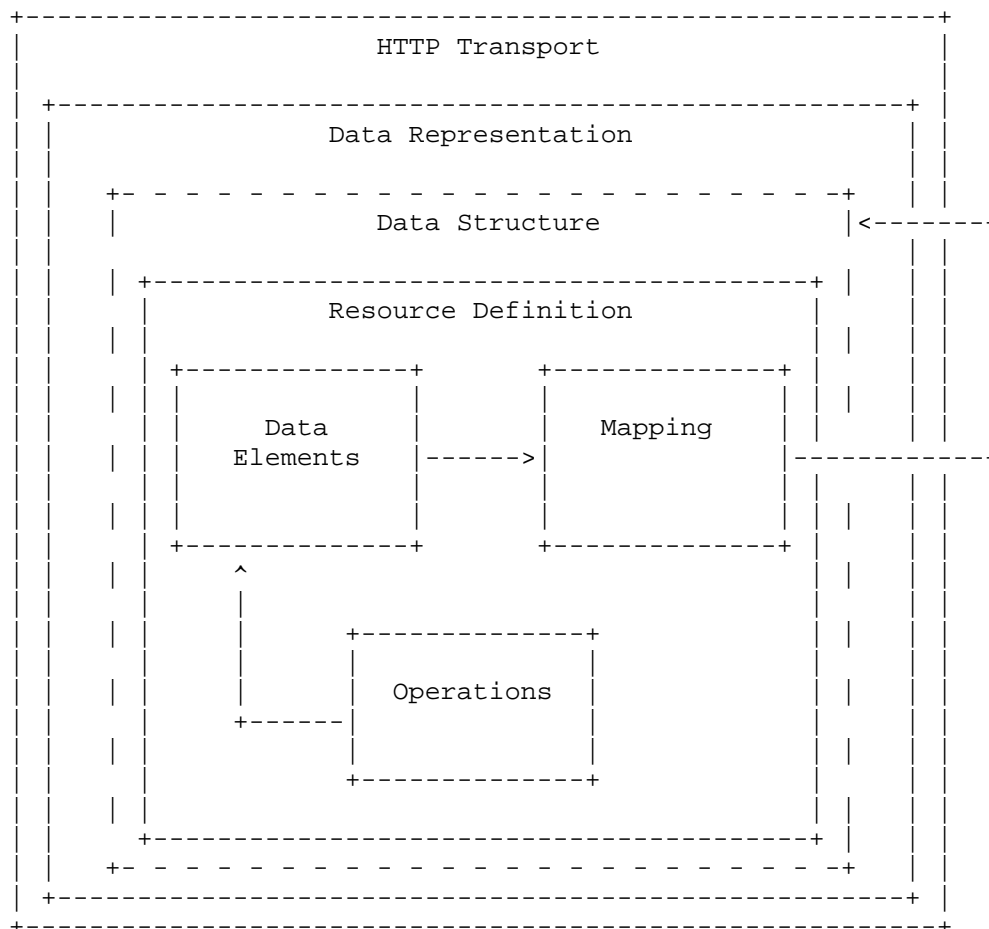 HTTP Transport
Data Representation
Data Structure
Resource Definition
Data
Elements
Mapping
Operations